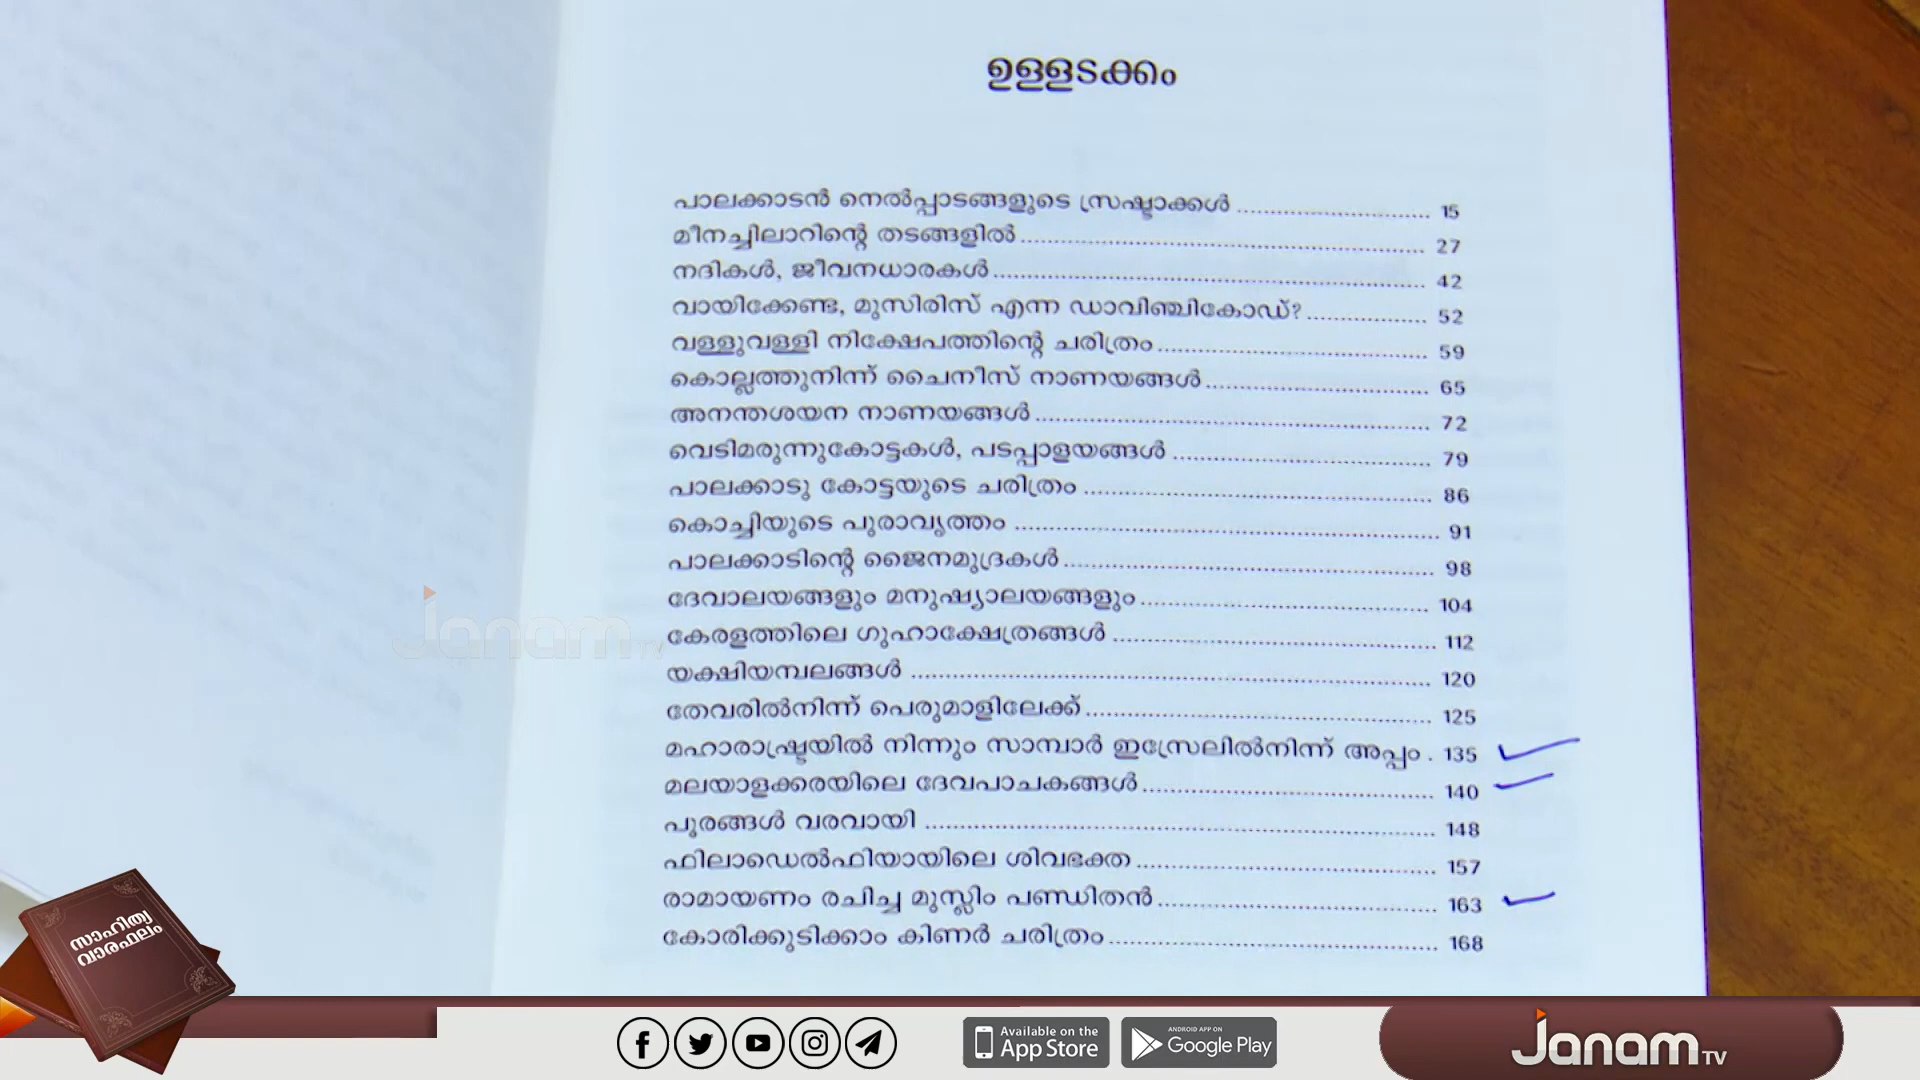 ഉള്ളടക്കം
പാലക്കാടൻ നെൽപ്പാടങ്ങളുടെ സ്രഷ്ടാക്കൾ ........ 15
മീനച്ചിലാറിന്റെ തടങ്ങളിൽ ........ 27
നദികൾ, ജീവനധാരകൾ ........ 42
വായിക്കേണ്ട, മുസിരിസ് എന്ന ഡാവിഞ്ചികോഡ്? ........ 52
വള്ളുവള്ളി നിക്ഷേപത്തിന്റെ ചരിത്രം ........ 59
കൊല്ലത്തുനിന്ന് ചൈനീസ് നാണയങ്ങൾ ........ 65
അനന്തശയന നാണയങ്ങൾ ........ 72
വെടിമരുന്നുകോട്ടകൾ, പടപ്പാളയങ്ങൾ ........ 79
പാലക്കാടു കോട്ടയുടെ ചരിത്രം ........ 86
കൊച്ചിയുടെ പുരാവൃത്തം ........ 91
പാലക്കാടിന്റെ ജൈനമുദ്രകൾ ........ 98
ദേവാലയങ്ങളും മനുഷ്യാലയങ്ങളും ........ 104
കേരളത്തിലെ ഗുഹാക്ഷേത്രങ്ങൾ ........ 112
യക്ഷിയമ്പലങ്ങൾ ........ 120
തേവരിൽനിന്ന് പെരുമാളിലേക്ക് ........ 125
മഹാരാഷ്ട്രയിൽ നിന്നും സാമ്പാർ ഇസ്രേലിൽനിന്ന് അപ്പം . 135
മലയാളക്കരയിലെ ദേവപാചകങ്ങൾ ........ 140
പൂരങ്ങൾ വരവായി ........ 148
ഫിലാഡെൽഫിയായിലെ ശിവഭക്ത ........ 157
രാമായണം രചിച്ച മുസ്ലിം പണ്ഡിതൻ ........ 163
കോരിക്കുടിക്കാം കിണർ ചരിത്രം ........ 168
Janam TV
സാഹിത്യ
വാരഫലം
Available on the
App Store
ANDROID APP ON
Google Play
Janam TV